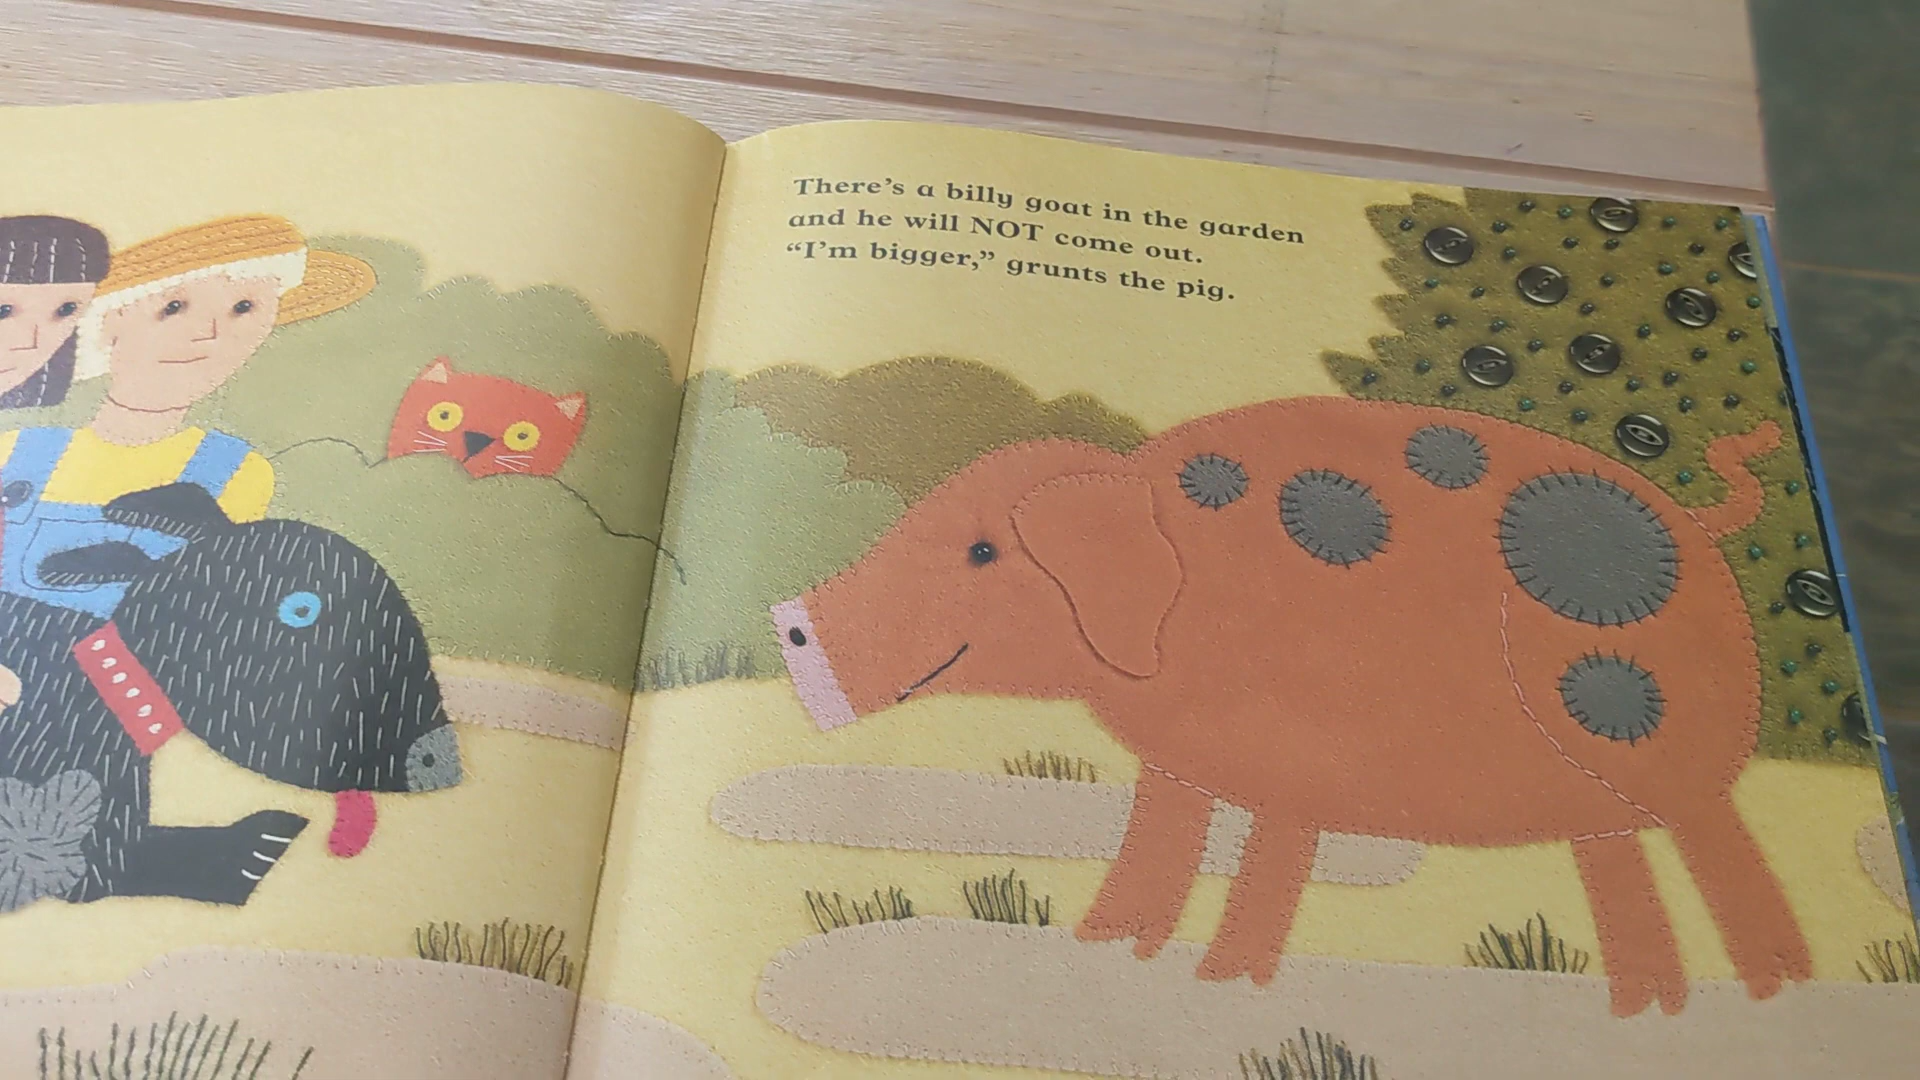 There's a billy goat in the garden
and he will NOT come out.
“I'm bigger,” grunts the pig.